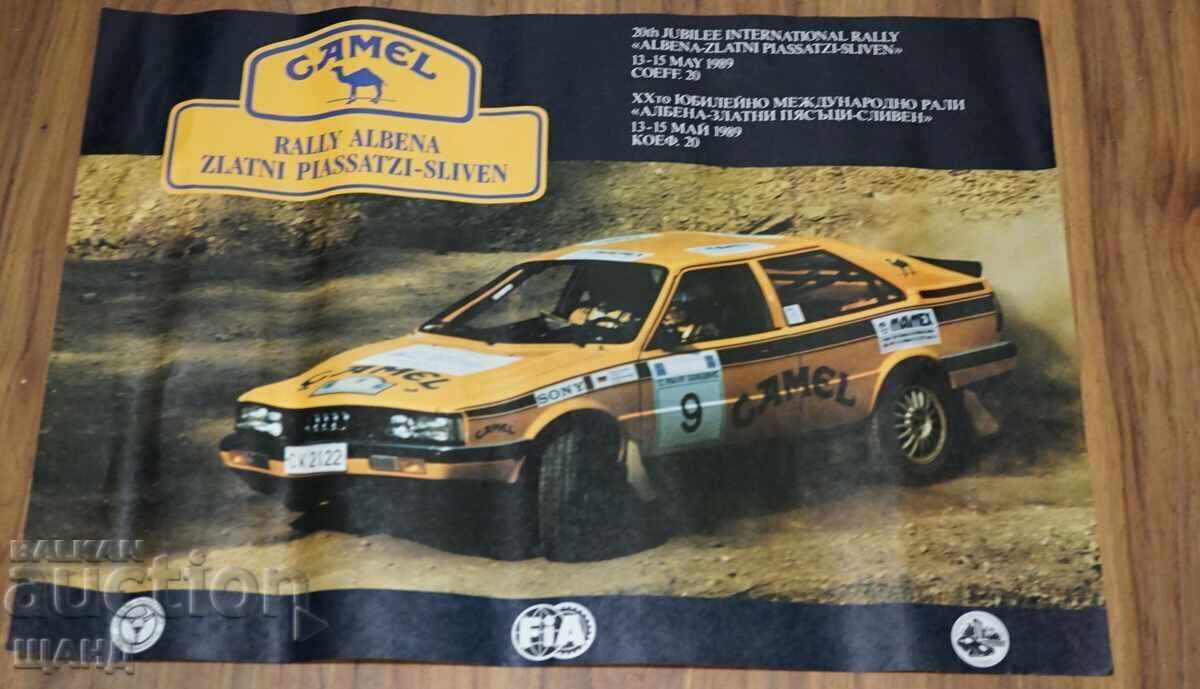 CAMEL
RALLY ALBENA
ZLATNI PIASSATZI-SLIVEN
20th JUBILEE INTERNATIONAL RALLY
«ALBENA-ZLATNI PIASSATZI-SLIVEN»
13-15 MAY 1989
COEFF. 20
XXто ЮБИЛЕЙНО МЕЖДУНАРОДНО РАЛИ
«АЛБЕНА-ЗЛАТНИ ПЯСЪЦИ-СЛИВЕН»
13-15 МАЙ 1989
КОЕФ. 20
MAMEX
CAMEL
SONY
9
CAMEL
CAMEL
2122
BALKAN
auction
ЩАНД
FiA